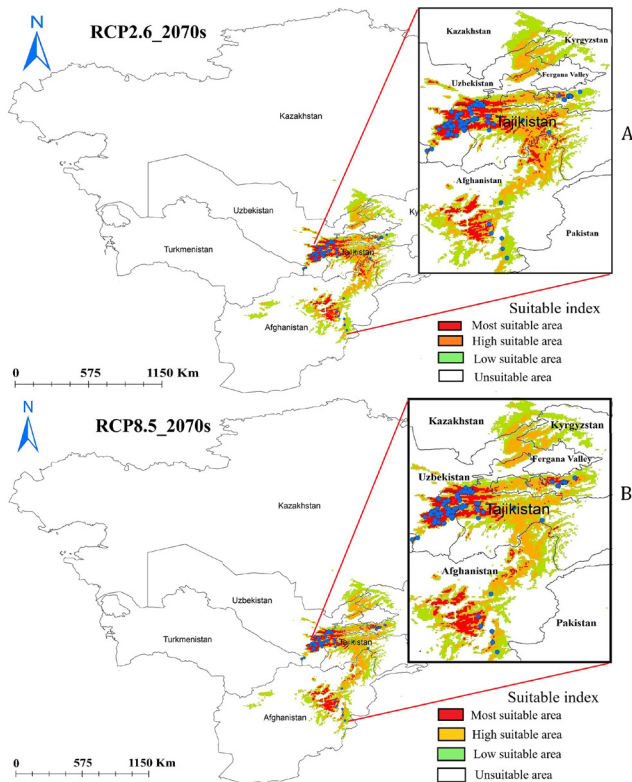 N
RCP2.6_2070s
Kazakhstan
Uzbekistan
Turkmenistan
Ky
Tajikistan
Afghanistan
Kazakhstan
Kyrgyzstan
Fergana Valley
Uzbekistan
Tajikistan
Afghanistan
Pakistan
A
Suitable index
Most suitable area
High suitable area
Low suitable area
Unsuitable area
0 575 1150 Km
N
RCP8.5_2070s
Kazakhstan
Uzbekistan
Turkmenistan
Tajikistan
Afghanistan
Kazakhstan
Kyrgyzstan
Fergana Valley
Uzbekistan
Tajikistan
Afghanistan
Pakistan
B
Suitable index
Most suitable area
High suitable area
Low suitable area
Unsuitable area
0 575 1150 Km